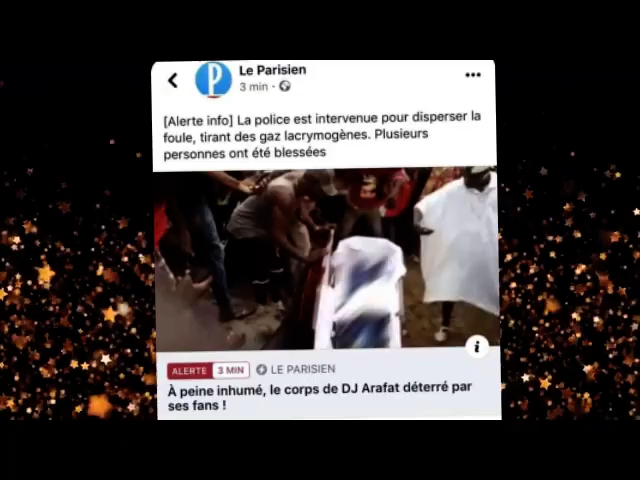 Le Parisien
3 min ·
[Alerte info] La police est intervenue pour disperser la
foule, tirant des gaz lacrymogènes. Plusieurs
personnes ont été blessées
ALERTE 3 MIN LE PARISIEN
À peine inhumé, le corps de DJ Arafat déterré par
ses fans !